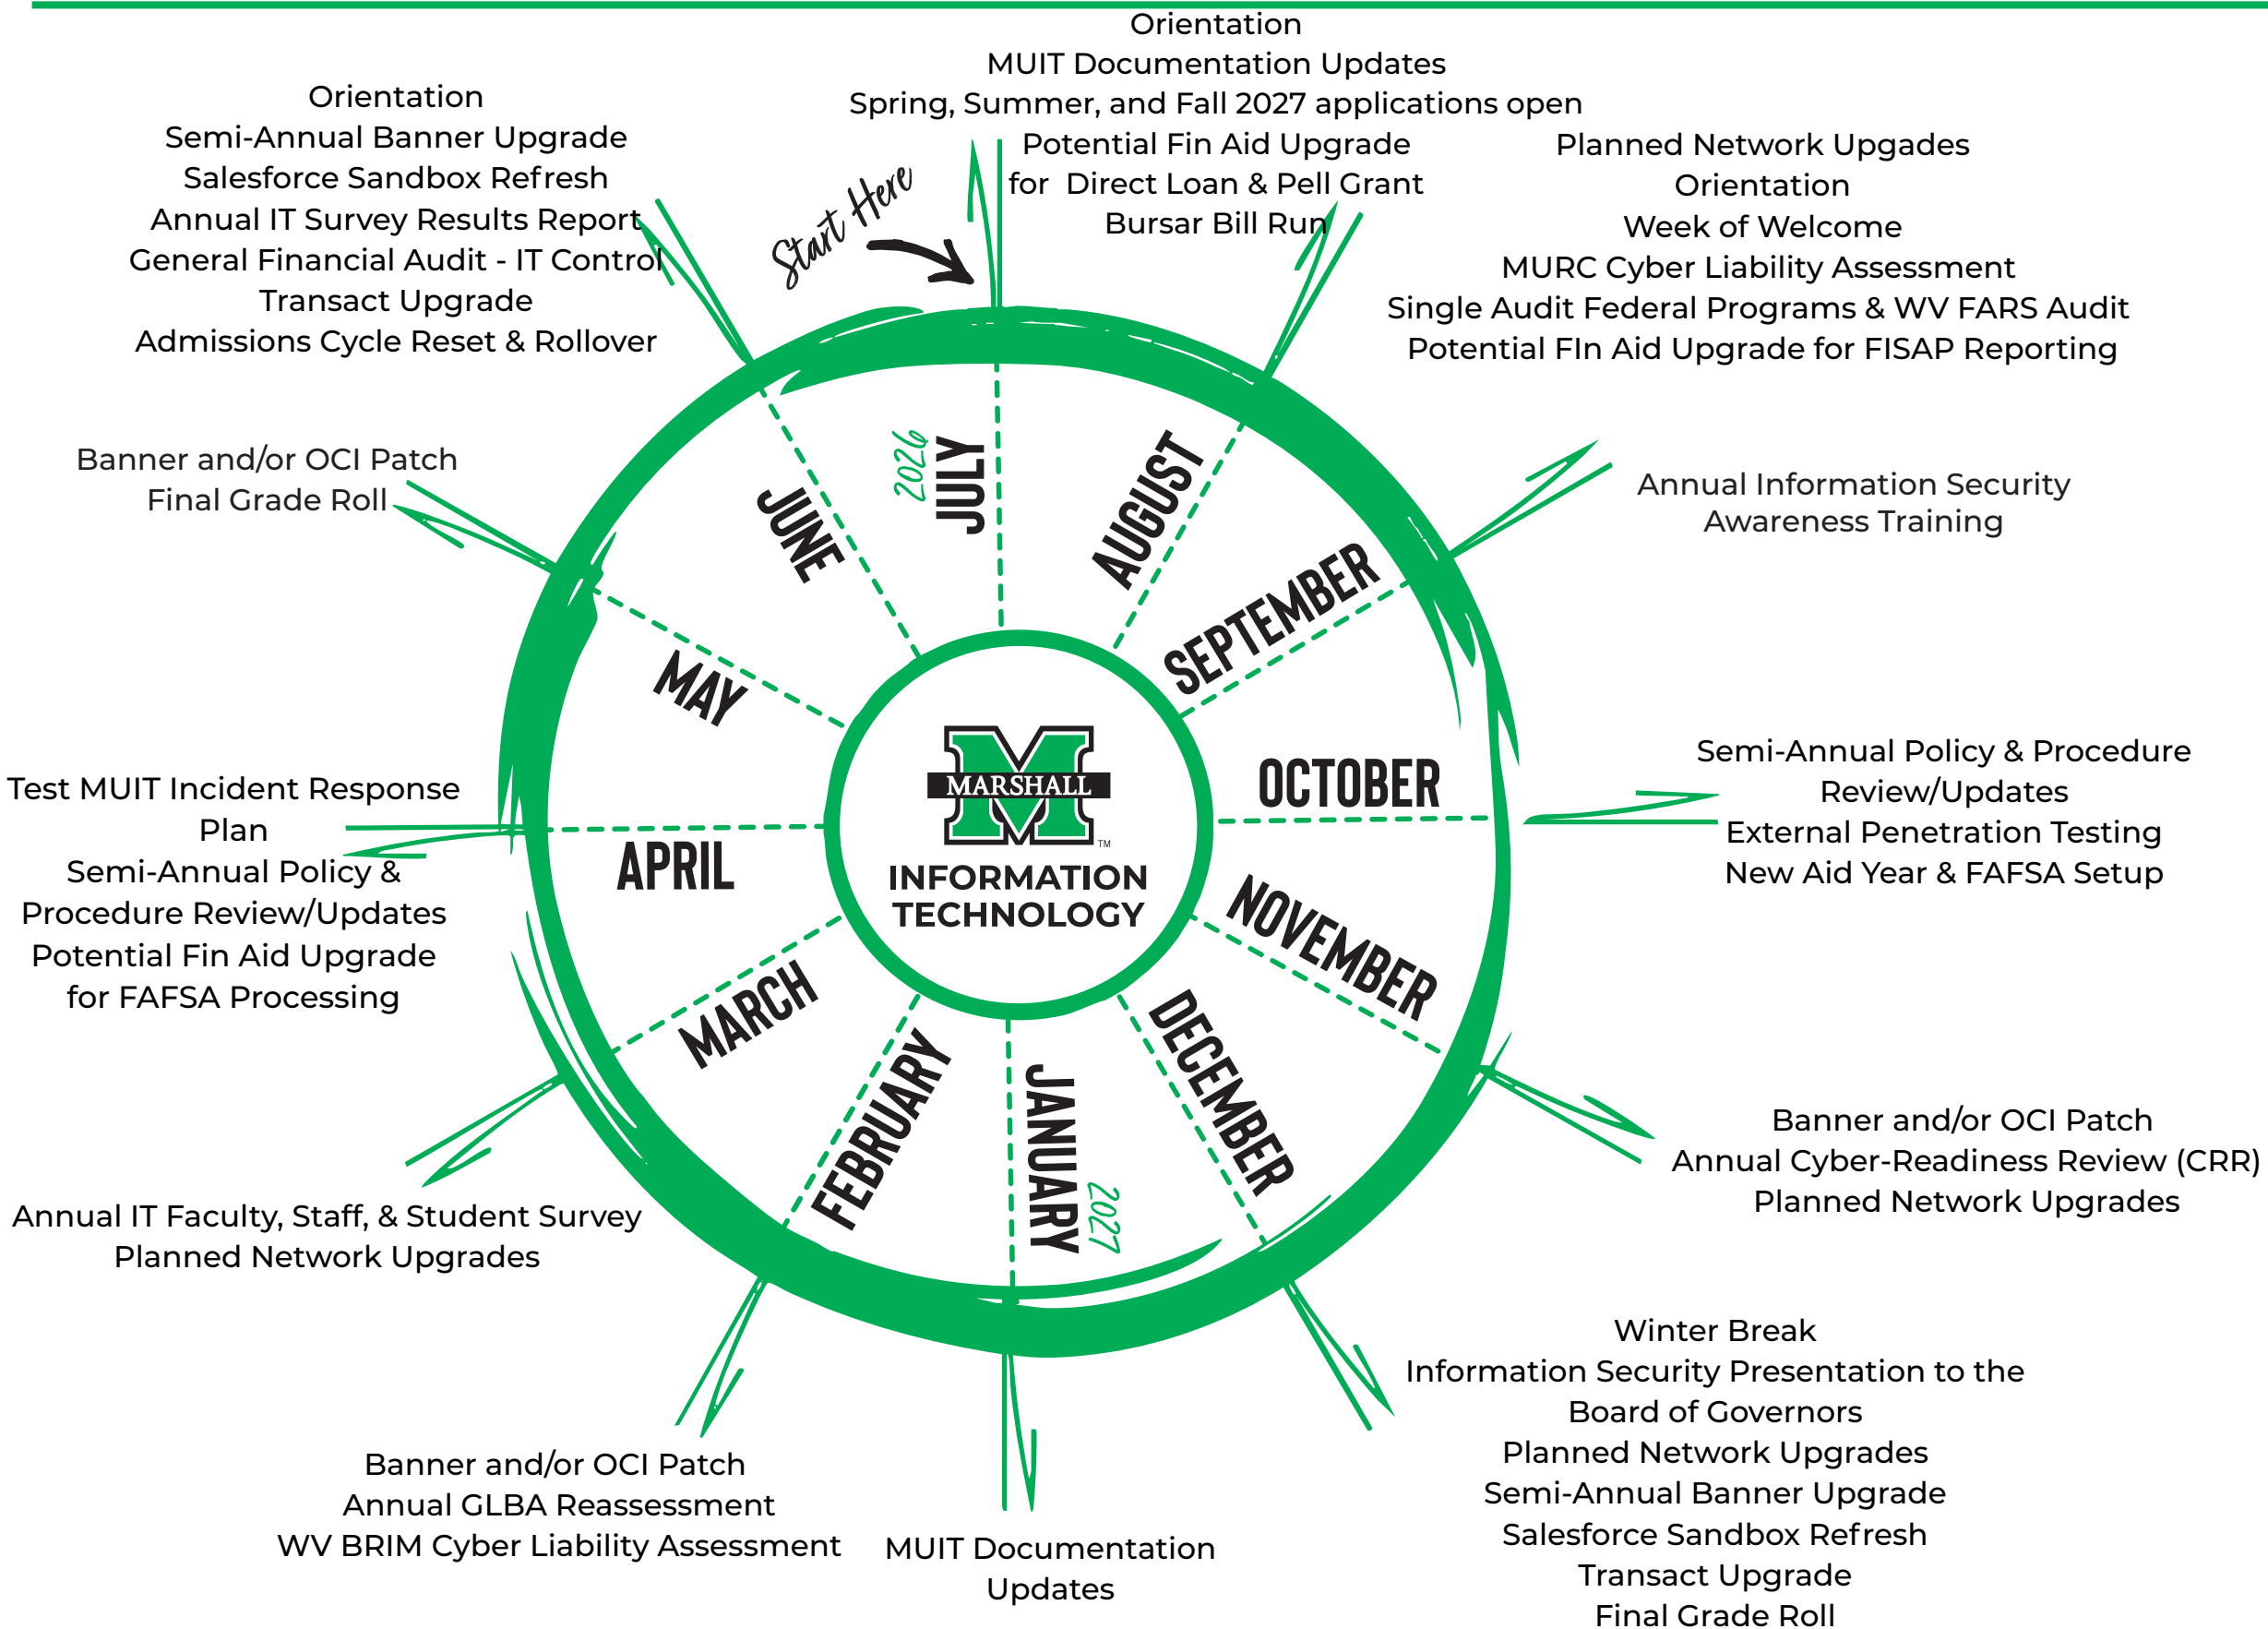 Orientation
MUIT Documentation Updates
Spring, Summer, and Fall 2027 applications open
Potential Fin Aid Upgrade
for Direct Loan & Pell Grant
Bursar Bill Run
Planned Network Upgades
Orientation
Week of Welcome
MURC Cyber Liability Assessment
Single Audit Federal Programs & WV FARS Audit
Potential FIn Aid Upgrade for FISAP Reporting
Annual Information Security
Awareness Training
Semi-Annual Policy & Procedure
Review/Updates
External Penetration Testing
New Aid Year & FAFSA Setup
Banner and/or OCI Patch
Annual Cyber-Readiness Review (CRR)
Planned Network Upgrades
Winter Break
Information Security Presentation to the
Board of Governors
Planned Network Upgrades
Semi-Annual Banner Upgrade
Salesforce Sandbox Refresh
Transact Upgrade
Final Grade Roll
MUIT Documentation
Updates
Banner and/or OCI Patch
Annual GLBA Reassessment
WV BRIM Cyber Liability Assessment
Annual IT Faculty, Staff, & Student Survey
Planned Network Upgrades
Test MUIT Incident Response
Plan
Semi-Annual Policy &
Procedure Review/Updates
Potential Fin Aid Upgrade
for FAFSA Processing
Banner and/or OCI Patch
Final Grade Roll
Orientation
Semi-Annual Banner Upgrade
Salesforce Sandbox Refresh
Annual IT Survey Results Report
General Financial Audit - IT Control
Transact Upgrade
Admissions Cycle Reset & Rollover
Start Here
2026
JULY
AUGUST
SEPTEMBER
OCTOBER
NOVEMBER
DECEMBER
JANUARY
2027
FEBRUARY
MARCH
APRIL
MAY
JUNE
MARSHALL
TM
INFORMATION
TECHNOLOGY